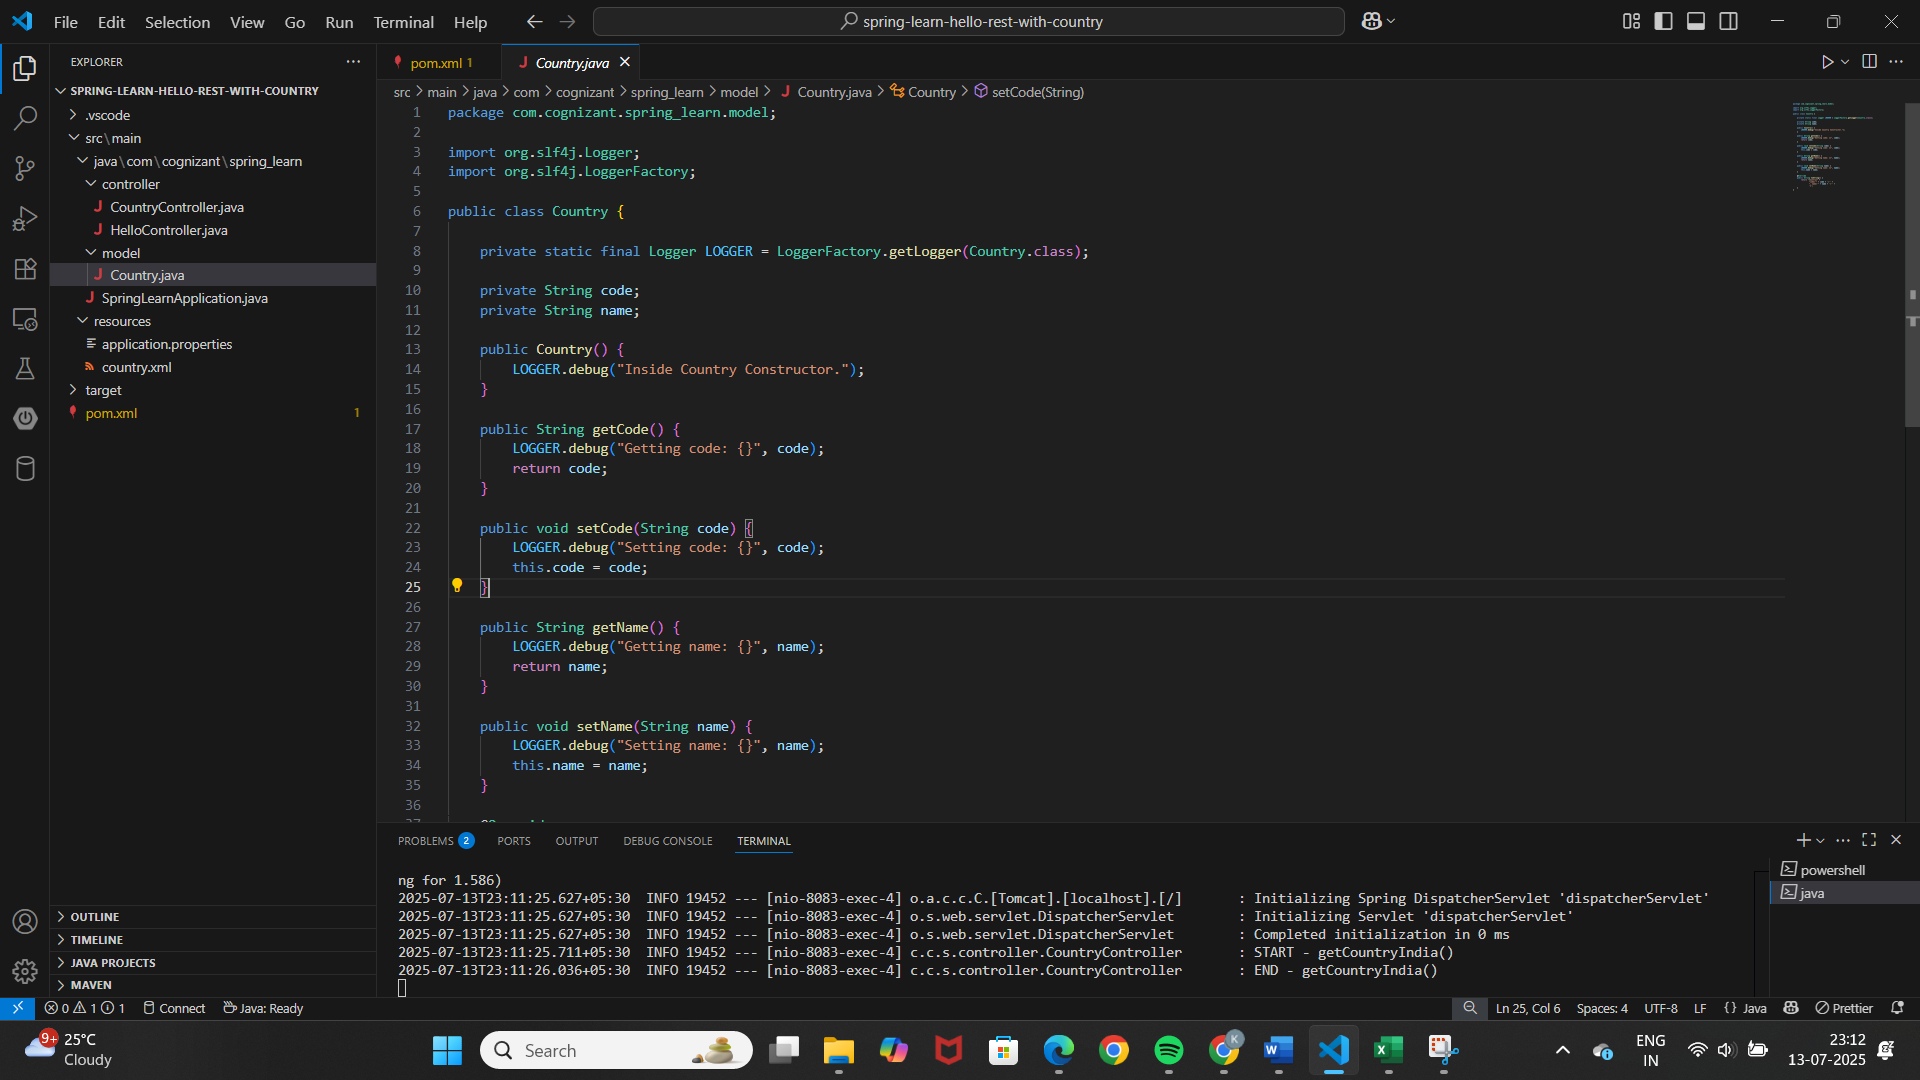 File Edit Selection View Go Run Terminal Help
spring-learn-hello-rest-with-country
EXPLORER
SPRING-LEARN-HELLO-REST-WITH-COUNTRY
.vscode
src\main
java\com\cognizant\spring_learn
controller
CountryController.java
HelloController.java
model
Country.java
SpringLearnApplication.java
resources
application.properties
country.xml
target
pom.xml 1
OUTLINE
TIMELINE
JAVA PROJECTS
MAVEN
pom.xml 1
Country.java
src > main > java > com > cognizant > spring_learn > model > Country.java > Country > setCode(String)
1 package com.cognizant.spring_learn.model;
2
3 import org.slf4j.Logger;
4 import org.slf4j.LoggerFactory;
5
6 public class Country {
7
8 private static final Logger LOGGER = LoggerFactory.getLogger(Country.class);
9
10 private String code;
11 private String name;
12
13 public Country() {
14 LOGGER.debug("Inside Country Constructor.");
15 }
16
17 public String getCode() {
18 LOGGER.debug("Getting code: {}", code);
19 return code;
20 }
21
22 public void setCode(String code) {
23 LOGGER.debug("Setting code: {}", code);
24 this.code = code;
25 }
26
27 public String getName() {
28 LOGGER.debug("Getting name: {}", name);
29 return name;
30 }
31
32 public void setName(String name) {
33 LOGGER.debug("Setting name: {}", name);
34 this.name = name;
35 }
36
PROBLEMS 2 PORTS OUTPUT DEBUG CONSOLE TERMINAL
ng for 1.586)
2025-07-13T23:11:25.627+05:30 INFO 19452 --- [nio-8083-exec-4] o.a.c.c.C.[Tomcat].[localhost].[/] : Initializing Spring DispatcherServlet 'dispatcherServlet'
2025-07-13T23:11:25.627+05:30 INFO 19452 --- [nio-8083-exec-4] o.s.web.servlet.DispatcherServlet : Initializing Servlet 'dispatcherServlet'
2025-07-13T23:11:25.627+05:30 INFO 19452 --- [nio-8083-exec-4] o.s.web.servlet.DispatcherServlet : Completed initialization in 0 ms
2025-07-13T23:11:25.711+05:30 INFO 19452 --- [nio-8083-exec-4] c.c.s.controller.CountryController : START - getCountryIndia()
2025-07-13T23:11:26.036+05:30 INFO 19452 --- [nio-8083-exec-4] c.c.s.controller.CountryController : END - getCountryIndia()
powershell
java
0 1 1 Connect Java: Ready
Ln 25, Col 6 Spaces: 4 UTF-8 LF {} Java Prettier
9+ 25°C
Cloudy
Search
K
ENG
IN
23:12
13-07-2025